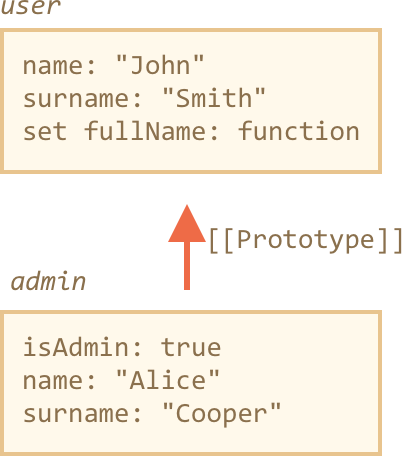 user
name: "John"
surname: "Smith"
set fullName: function
[[Prototype]]
admin
isAdmin: true
name: "Alice"
surname: "Cooper"